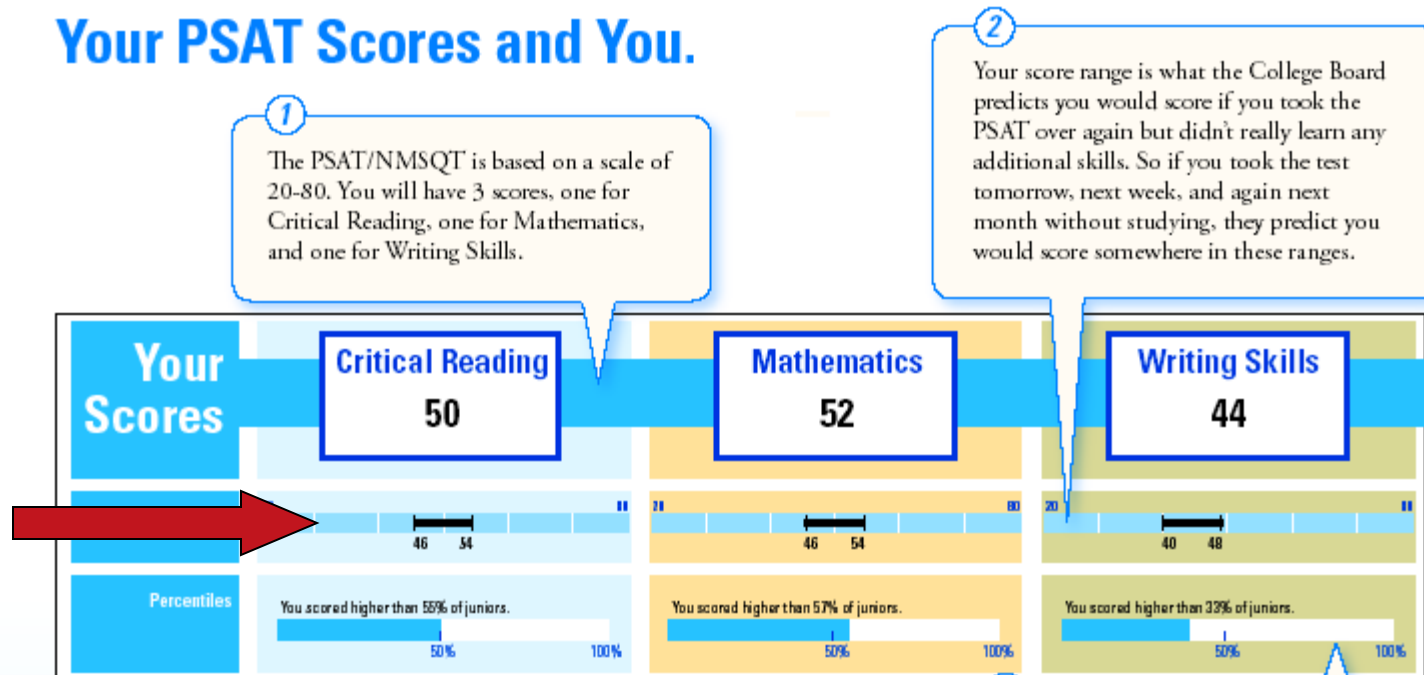 Your PSAT Scores and You.
1
The PSAT/NMSQT is based on a scale of
20-80. You will have 3 scores, one for
Critical Reading, one for Mathematics,
and one for Writing Skills.
2
Your score range is what the College Board
predicts you would score if you took the
PSAT over again but didn't really learn any
additional skills. So if you took the test
tomorrow, next week, and again next
month without studying, they predict you
would score somewhere in these ranges.
Your
Scores
Critical Reading
50
Mathematics
52
Writing Skills
44
20 80
20
46 54
46 54
40 48
Percentiles
You scored higher than 55% of juniors.
50% 100%
You scored higher than 57% of juniors.
50% 100%
You scored higher than 33% of juniors.
50% 100%